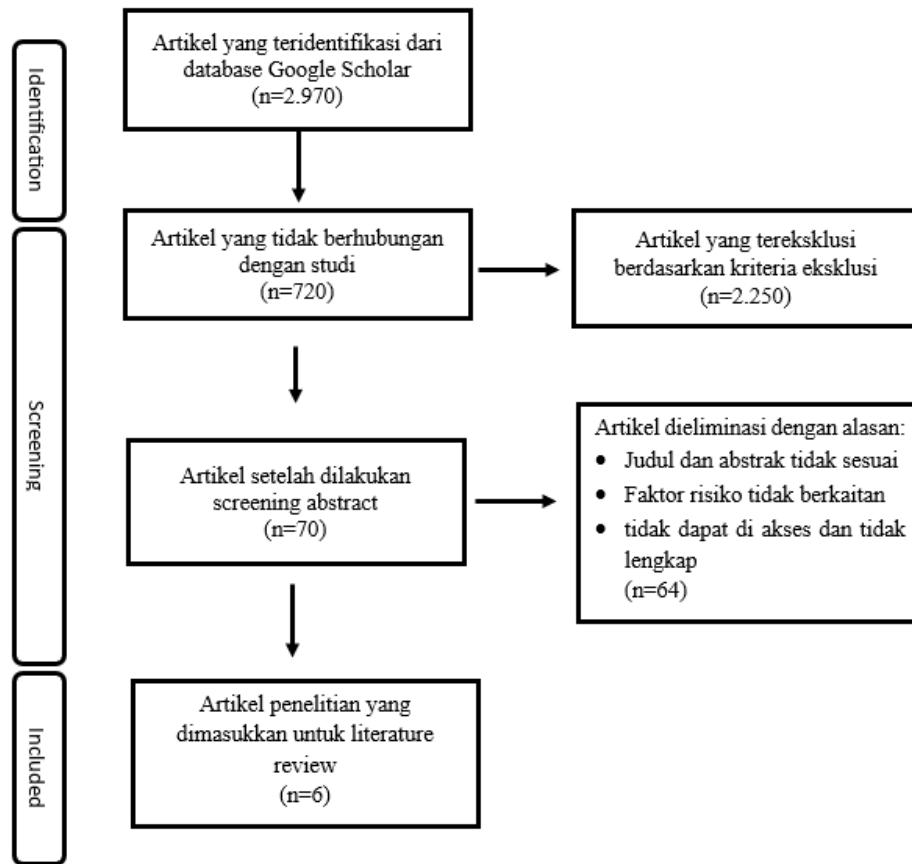 Identification
Artikel yang teridentifikasi dari
database Google Scholar
(n=2.970)
Screening
Artikel yang tidak berhubungan
dengan studi
(n=720)
Artikel yang tereksklusi
berdasarkan kriteria eksklusi
(n=2.250)
Artikel setelah dilakukan
screening abstract
(n=70)
Artikel dieliminasi dengan alasan:
• Judul dan abstrak tidak sesuai
• Faktor risiko tidak berkaitan
• tidak dapat di akses dan tidak
lengkap
(n=64)
Included
Artikel penelitian yang
dimasukkan untuk literature
review
(n=6)